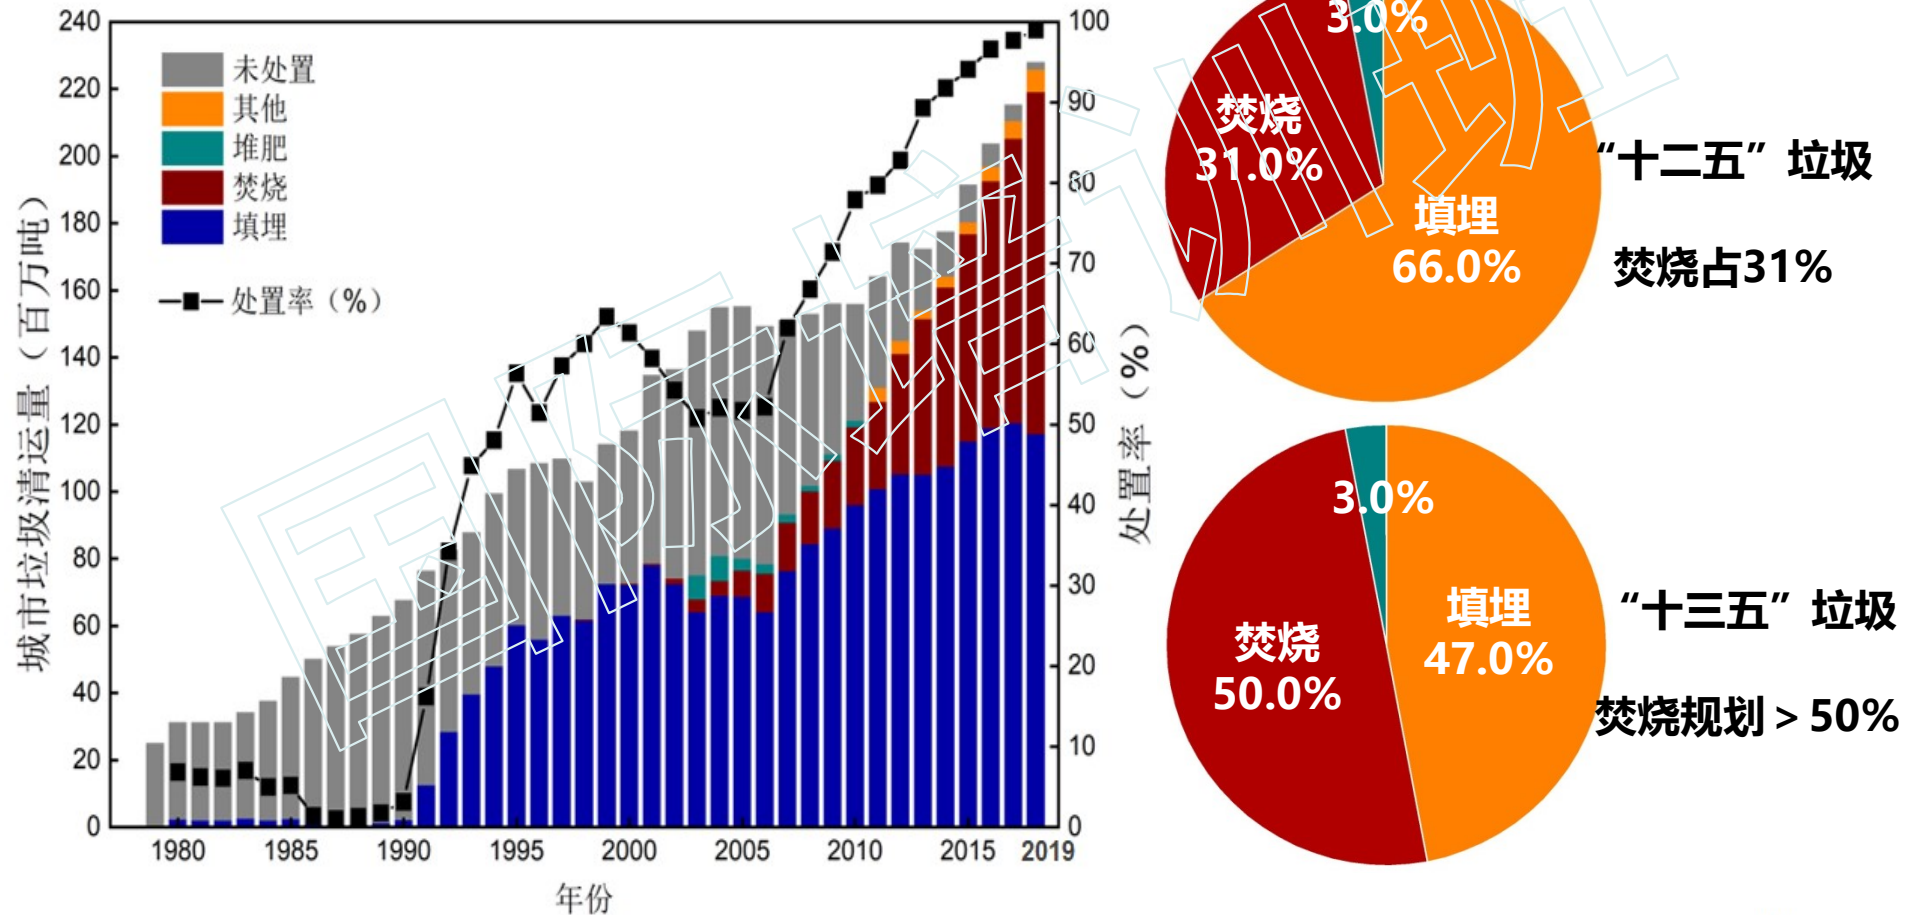 240
220
200
180
160
140
120
100
80
60
40
20
0
城市垃圾清运量（百万吨）
未处置
其他
堆肥
焚烧
填埋
处置率（%）
1980
1985
1990
1995
2000
2005
2010
2015
2019
年份
100
90
80
70
60
50
40
30
20
10
0
处置率（%）
3.0%
焚烧
31.0%
填埋
66.0%
“十二五”垃圾
焚烧占31%
3.0%
焚烧
50.0%
填埋
47.0%
“十三五”垃圾
焚烧规划＞50%